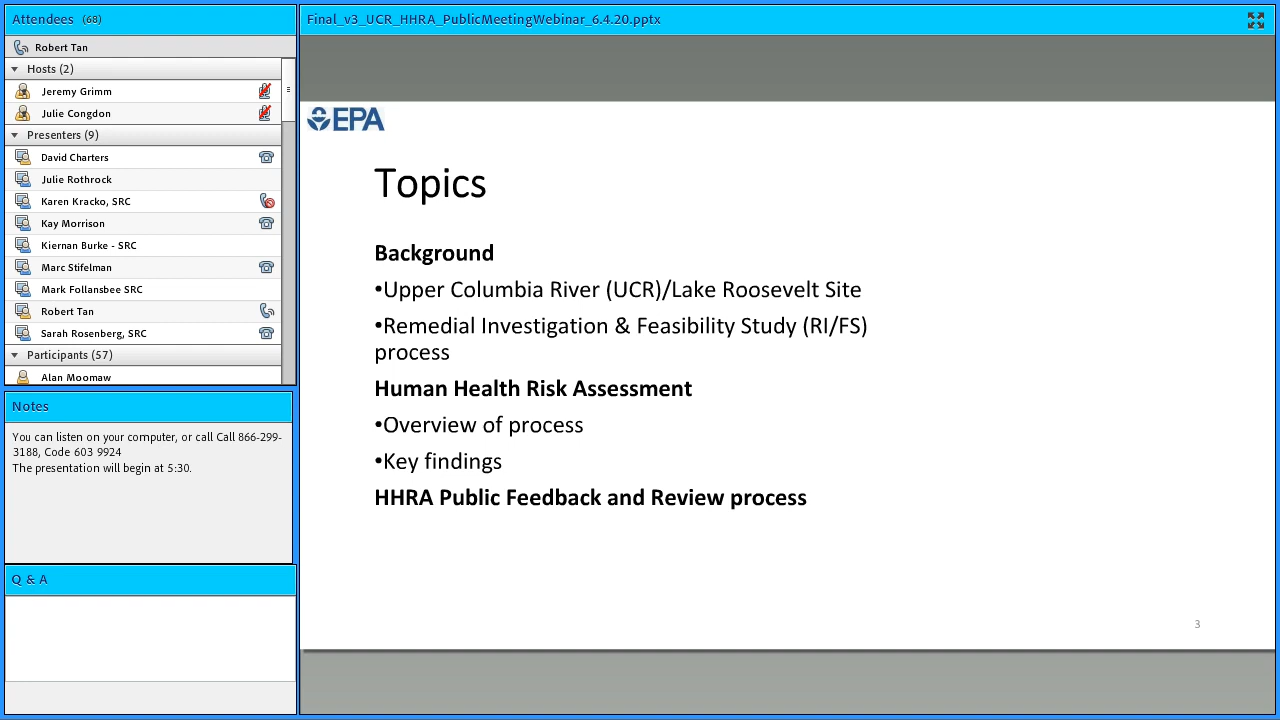 Attendees (68)
Robert Tan
Hosts (2)
Jeremy Grimm
Julie Congdon
Presenters (9)
David Charters
Julie Rothrock
Karen Kracko, SRC
Kay Morrison
Kiernan Burke - SRC
Marc Stifelman
Mark Follansbee SRC
Robert Tan
Sarah Rosenberg, SRC
Participants (57)
Alan Moomaw
Notes
You can listen on your computer, or call Call 866-299-
3188, Code 603 9924
The presentation will begin at 5:30.
Q & A
Final_v3_UCR_HHRA_PublicMeetingWebinar_6.4.20.pptx
EPA
Topics
Background
•Upper Columbia River (UCR)/Lake Roosevelt Site
•Remedial Investigation & Feasibility Study (RI/FS)
process
Human Health Risk Assessment
•Overview of process
•Key findings
HHRA Public Feedback and Review process
3